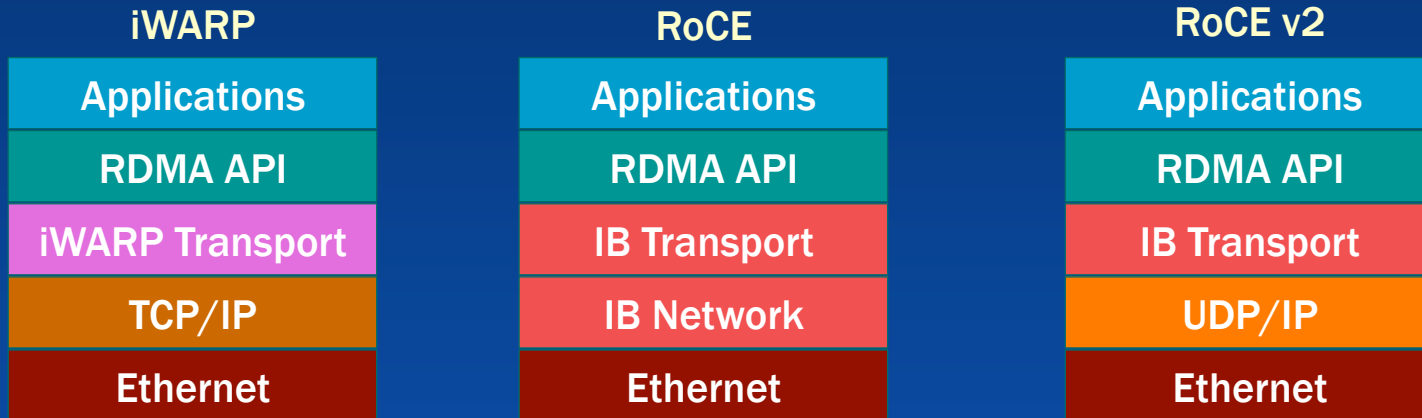 iWARP
Applications
RDMA API
iWARP Transport
TCP/IP
Ethernet
RoCE
Applications
RDMA API
IB Transport
IB Network
Ethernet
RoCE v2
Applications
RDMA API
IB Transport
UDP/IP
Ethernet